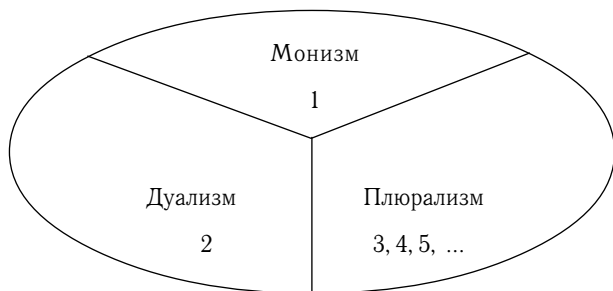 Монизм
1
Дуализм
2
Плюрализм
3, 4, 5, ...